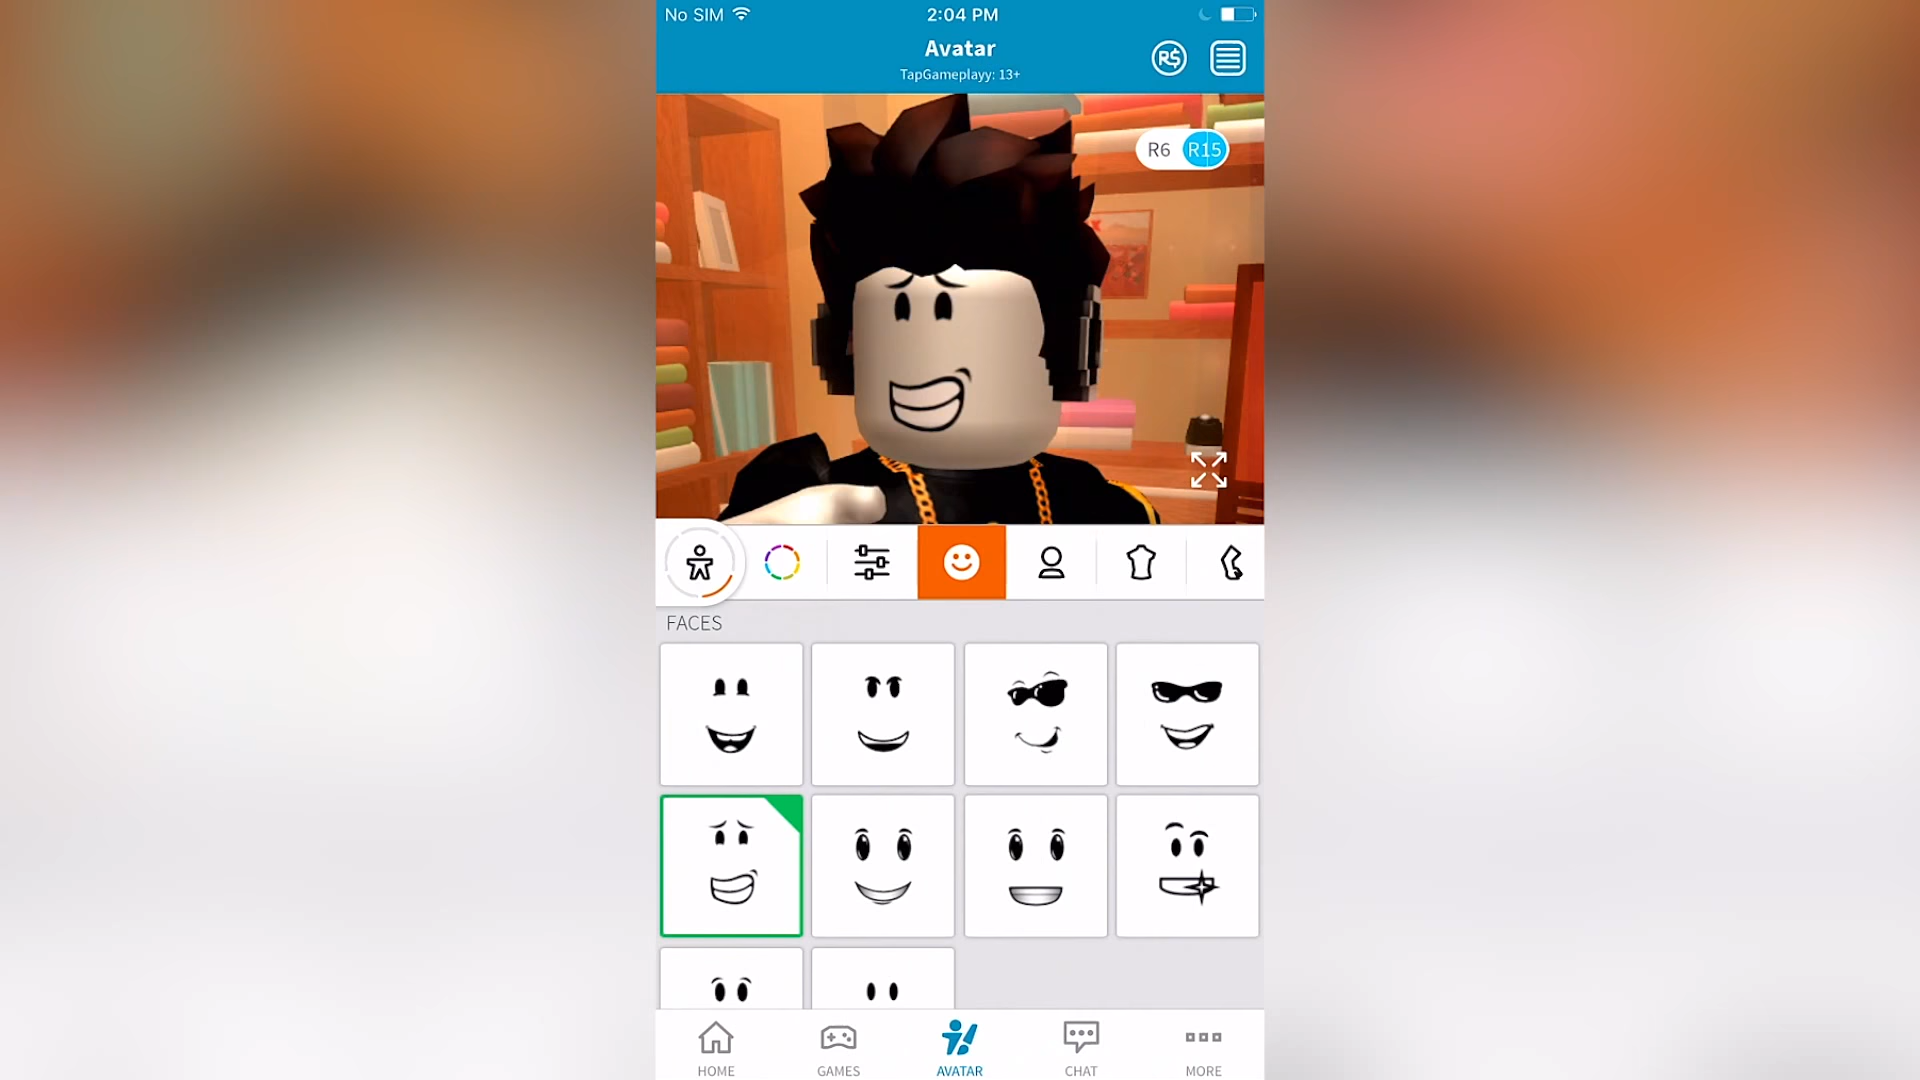 No SIM
2:04 PM
Avatar
TapGameplayy: 13+
R$
R6 R15
FACES
HOME
GAMES
AVATAR
CHAT
MORE